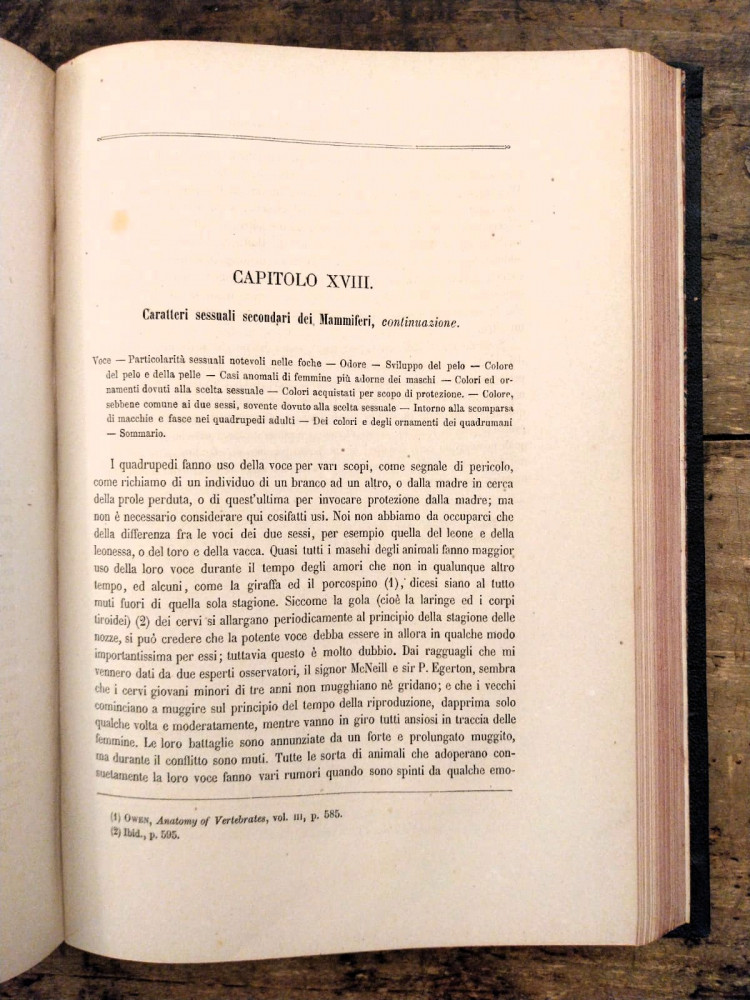 CAPITOLO XVIII.
Caratteri sessuali secondari dei Mammiferi, continuazione.
Voce — Particolarità sessuali notevoli nelle foche — Odore — Sviluppo del pelo — Colore
del pelo e della pelle — Casi anomali di femmine più adorne dei maschi — Colori ed or-
namenti dovuti alla scelta sessuale — Colori acquistati per scopo di protezione. — Colore,
sebbene comune ai due sessi, sovente dovuto alla scelta sessuale — Intorno alla scomparsa
di macchie e fasce nei quadrupedi adulti — Dei colori e degli ornamenti dei quadrumani
— Sommario.
I quadrupedi fanno uso della voce per vari scopi, come segnale di pericolo,
come richiamo di un individuo di un branco ad un altro, o dalla madre in cerca
della prole perduta, o di quest'ultima per invocare protezione dalla madre; ma
non è necessario considerare qui cosifatti usi. Noi non abbiamo da occuparci che
della differenza fra le voci dei due sessi, per esempio quella del leone e della
leonessa, o del toro e della vacca. Quasi tutti i maschi degli animali fanno maggior
uso della loro voce durante il tempo degli amori che non in qualunque altro
tempo, ed alcuni, come la giraffa ed il porcospino (1), dicesi siano al tutto
muti fuori di quella sola stagione. Siccome la gola (cioè la laringe ed i corpi
tiroidei) (2) dei cervi si allargano periodicamente al principio della stagione delle
nozze, si può credere che la potente voce debba essere in allora in qualche modo
importantissima per essi; tuttavia questo è molto dubbio. Dai ragguagli che mi
vennero dati da due esperti osservatori, il signor McNeill e sir P. Egerton, sembra
che i cervi giovani minori di tre anni non mugghiano nè gridano; e che i vecchi
cominciano a muggire sul principio del tempo della riproduzione, dapprima solo
qualche volta e moderatamente, mentre vanno in giro tutti ansiosi in traccia delle
femmine. Le loro battaglie sono annunziate da un forte e prolungato muggito,
ma durante il conflitto sono muti. Tutte le sorta di animali che adoperano con-
suetamente la loro voce fanno vari rumori quando sono spinti da qualche emo-
(1) OWEN, Anatomy of Vertebrates, vol. III, p. 585.
(2) Ibid., p. 595.